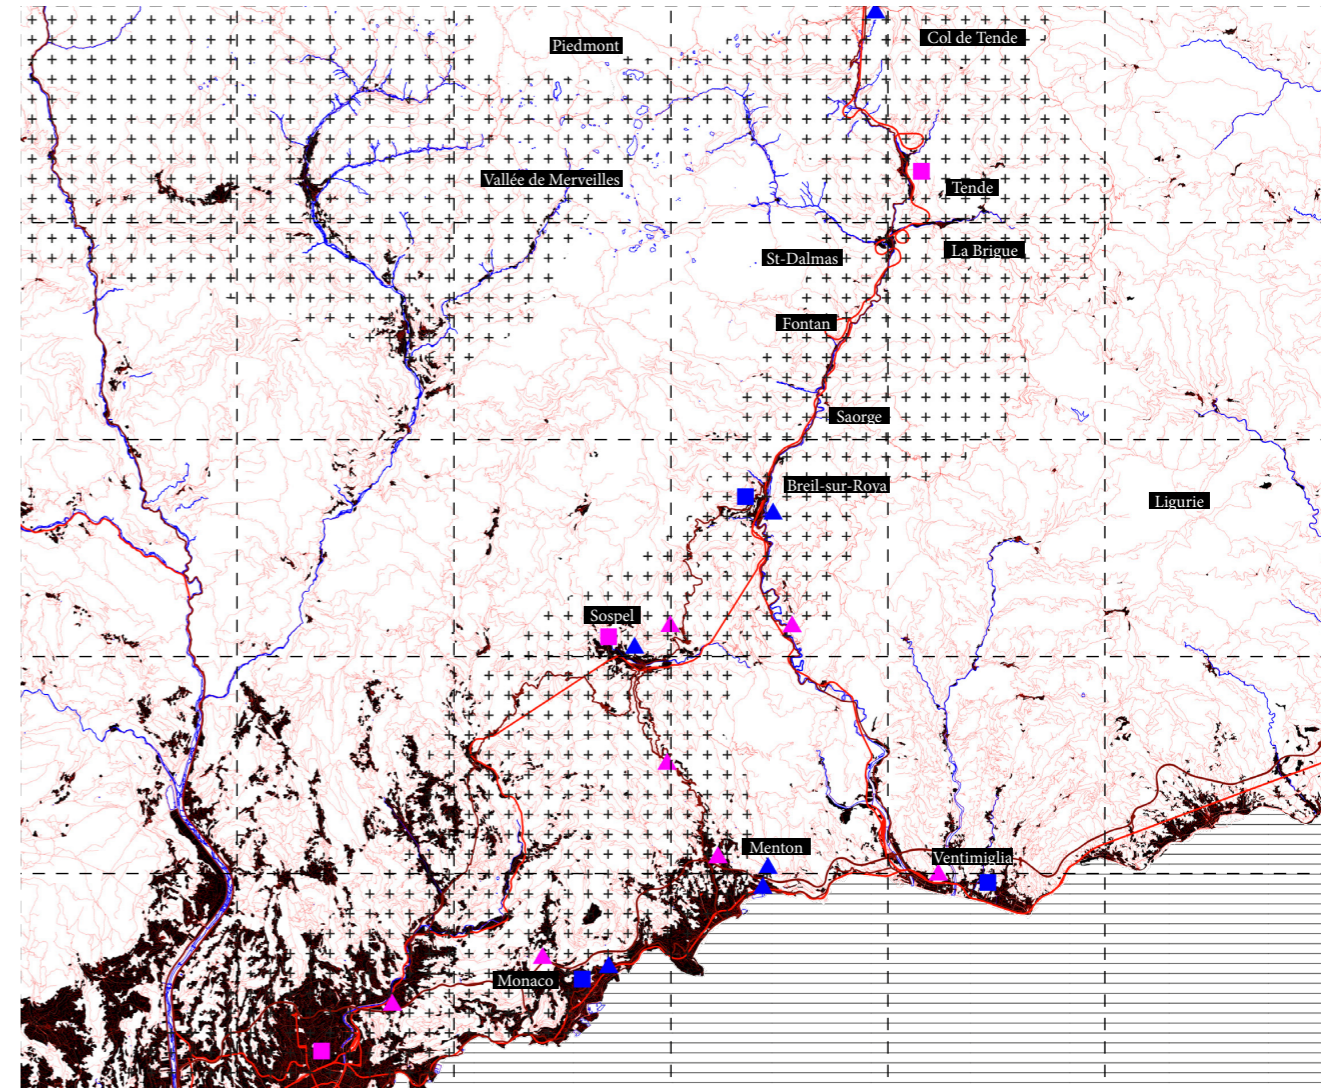 Col de Tende
Piedmont
Vallée de Merveilles
Tende
St-Dalmas
La Brigue
Fontan
Saorge
Breil-sur-Roya
Ligurie
Sospel
Menton
Ventimiglia
Monaco